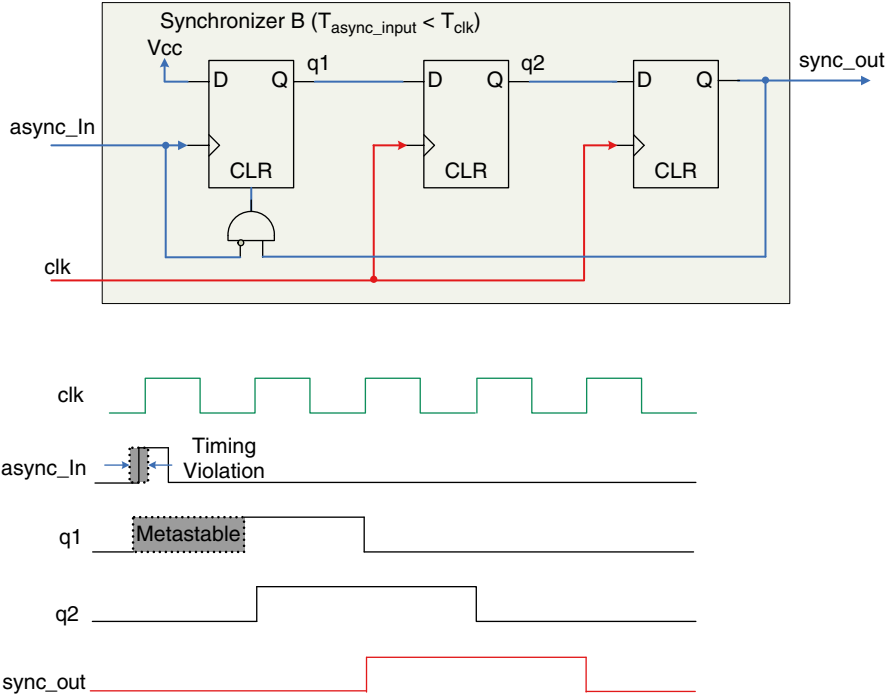 Synchronizer B (Tasync_input < Tclk)
Vcc
D
Q
q1
D
Q
q2
D
Q
sync_out
async_In
CLR
CLR
CLR
clk
clk
async_In
Timing
Violation
q1
Metastable
q2
sync_out